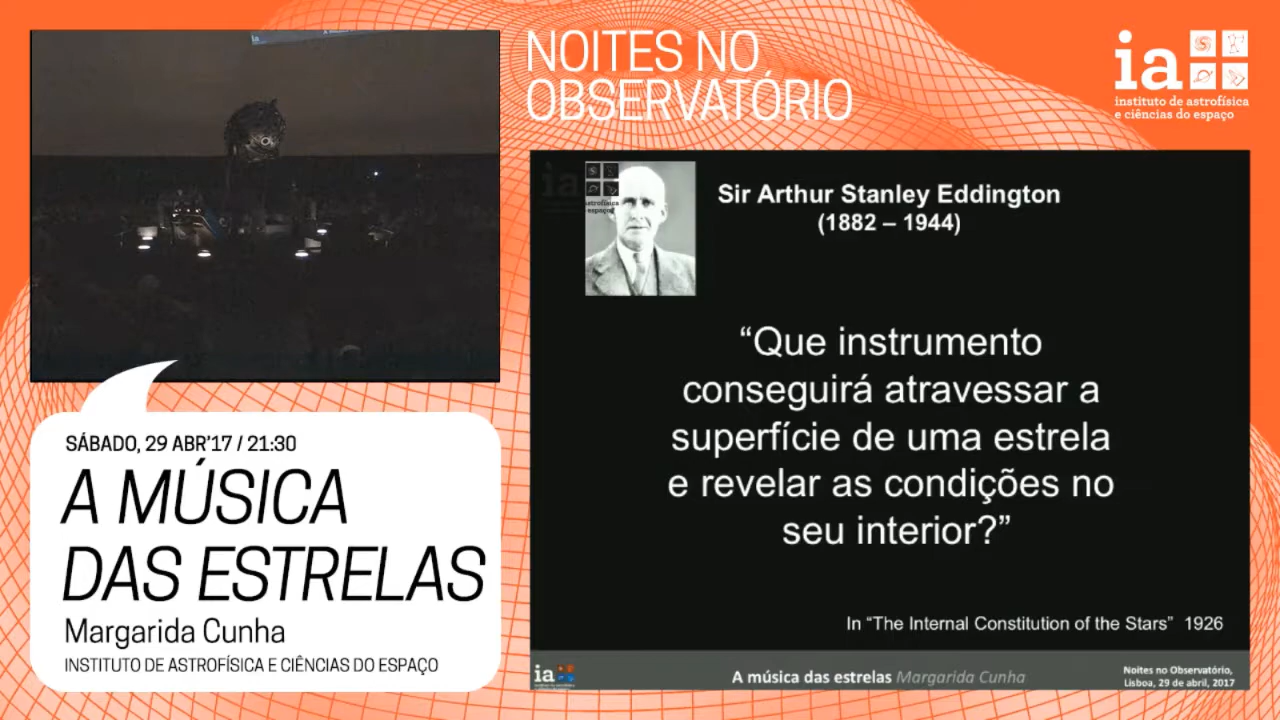 NOITES NO
OBSERVATÓRIO
ia
instituto de astrofísica
e ciências do espaço
Sir Arthur Stanley Eddington
(1882 – 1944)
“Que instrumento
conseguirá atravessar a
superfície de uma estrela
e revelar as condições no
seu interior?”
In “The Internal Constitution of the Stars” 1926
ia
A música das estrelas Margarida Cunha
Noites no Observatório,
Lisboa, 29 de abril, 2017
SÁBADO, 29 ABR’17 / 21:30
A MÚSICA
DAS ESTRELAS
Margarida Cunha
INSTITUTO DE ASTROFÍSICA E CIÊNCIAS DO ESPAÇO